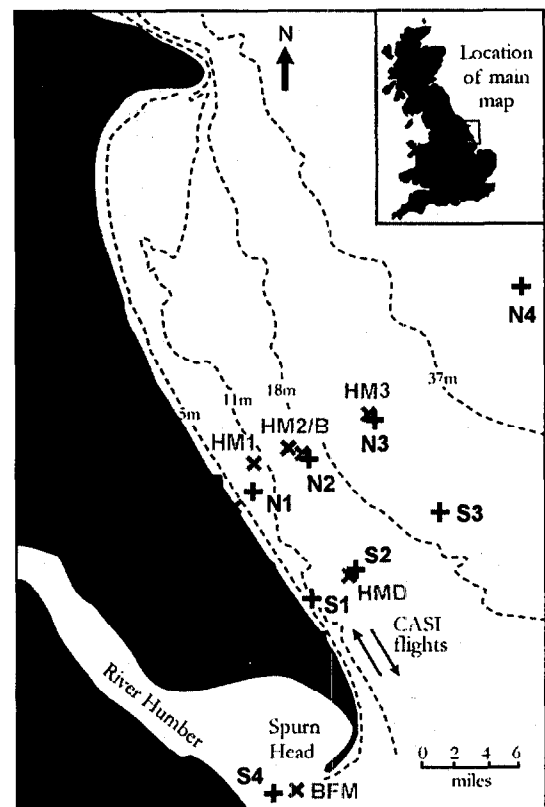 N
Location
of main
map
N4
37m
18m
11m
5m
HM3
HM2/B
HM1
N3
N2
N1
S3
S2
HMD
S1
CASI
flights
River Humber
Spurn
Head
0 2 4 6
miles
S4
BFM